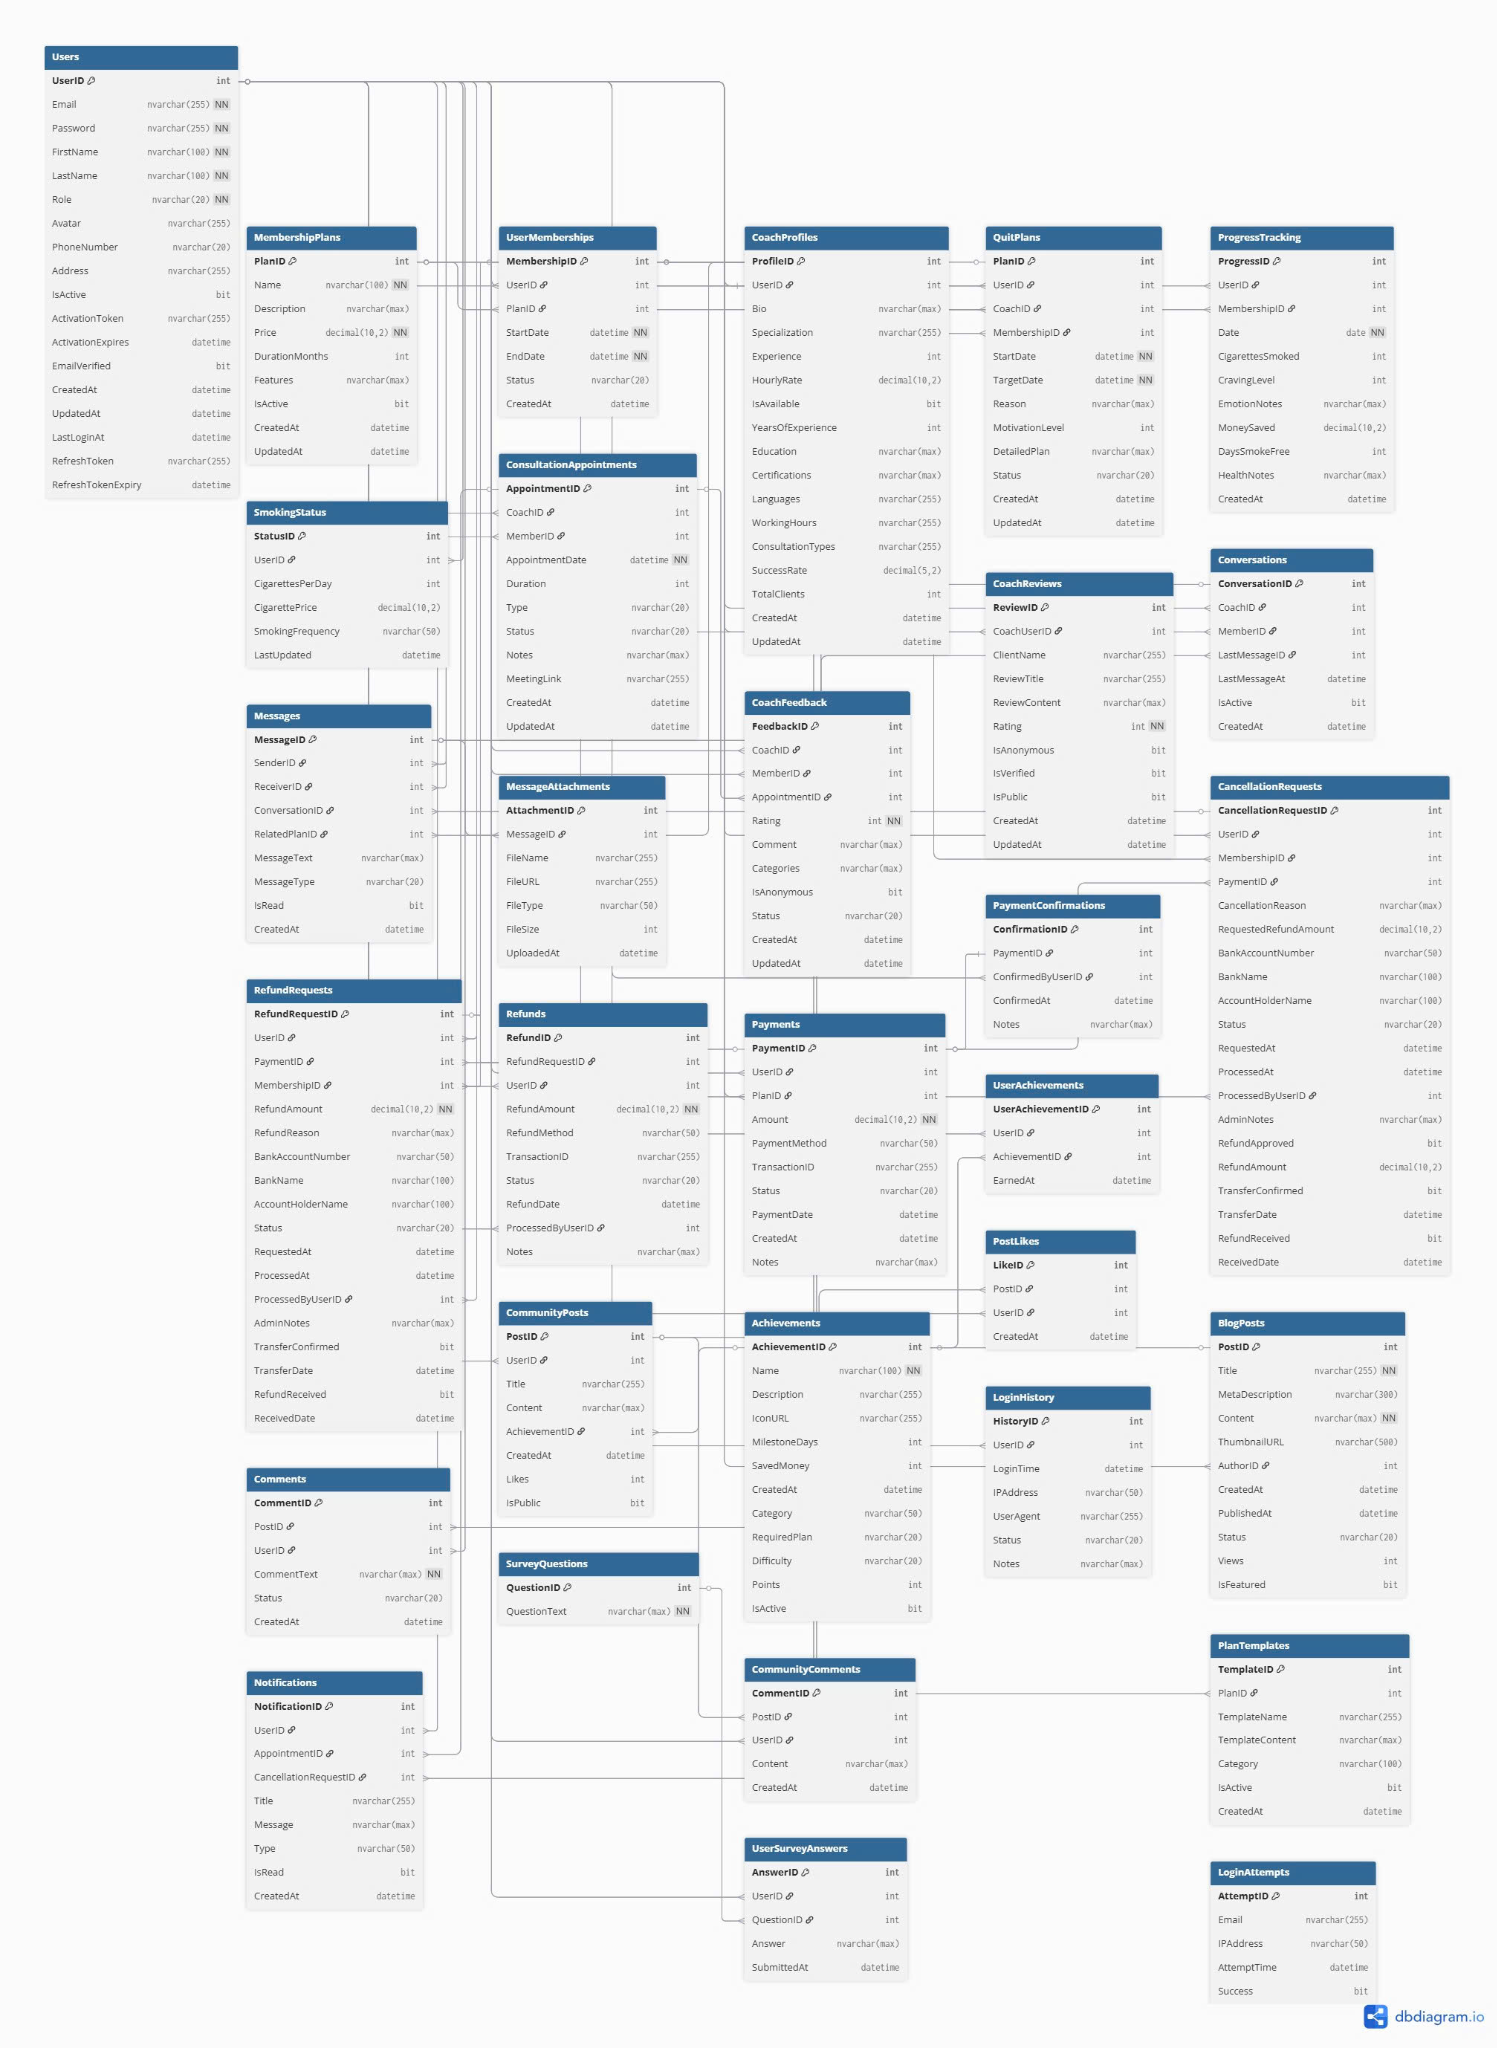 Users
UserID int
Email nvarchar(255) NN
Password nvarchar(255) NN
FirstName nvarchar(100) NN
LastName nvarchar(100) NN
Role nvarchar(20) NN
Avatar nvarchar(255)
PhoneNumber nvarchar(20)
Address nvarchar(255)
IsActive bit
ActivationToken nvarchar(255)
ActivationExpires datetime
EmailVerified bit
CreatedAt datetime
UpdatedAt datetime
LastLoginAt datetime
RefreshToken nvarchar(255)
RefreshTokenExpiry datetime
MembershipPlans
PlanID int
Name nvarchar(100) NN
Description nvarchar(max)
Price decimal(10,2) NN
DurationMonths int
Features nvarchar(max)
IsActive bit
CreatedAt datetime
UpdatedAt datetime
SmokingStatus
StatusID int
UserID int
CigarettesPerDay int
CigarettePrice decimal(10,2)
SmokingFrequency nvarchar(50)
LastUpdated datetime
Messages
MessageID int
SenderID int
ReceiverID int
ConversationID int
RelatedPlanID int
MessageText nvarchar(max)
MessageType nvarchar(20)
IsRead bit
CreatedAt datetime
RefundRequests
RefundRequestID int
UserID int
PaymentID int
MembershipID int
RefundAmount decimal(10,2) NN
RefundReason nvarchar(max)
BankAccountNumber nvarchar(50)
BankName nvarchar(100)
AccountHolderName nvarchar(100)
Status nvarchar(20)
RequestedAt datetime
ProcessedAt datetime
ProcessedByUserID int
AdminNotes nvarchar(max)
TransferConfirmed bit
TransferDate datetime
RefundReceived bit
ReceivedDate datetime
Comments
CommentID int
PostID int
UserID int
CommentText nvarchar(max) NN
Status nvarchar(20)
CreatedAt datetime
Notifications
NotificationID int
UserID int
AppointmentID int
CancellationRequestID int
Title nvarchar(255)
Message nvarchar(max)
Type nvarchar(50)
IsRead bit
CreatedAt datetime
UserMemberships
MembershipID int
UserID int
PlanID int
StartDate datetime NN
EndDate datetime NN
Status nvarchar(20)
CreatedAt datetime
ConsultationAppointments
AppointmentID int
CoachID int
MemberID int
AppointmentDate datetime NN
Duration int
Type nvarchar(20)
Status nvarchar(20)
Notes nvarchar(max)
MeetingLink nvarchar(255)
CreatedAt datetime
UpdatedAt datetime
MessageAttachments
AttachmentID int
MessageID int
FileName nvarchar(255)
FileURL nvarchar(255)
FileType nvarchar(50)
FileSize int
UploadedAt datetime
Refunds
RefundID int
RefundRequestID int
UserID int
RefundAmount decimal(10,2) NN
RefundMethod nvarchar(50)
TransactionID nvarchar(255)
Status nvarchar(20)
RefundDate datetime
ProcessedByUserID int
Notes nvarchar(max)
CommunityPosts
PostID int
UserID int
Title nvarchar(255)
Content nvarchar(max)
AchievementID int
CreatedAt datetime
Likes int
IsPublic bit
SurveyQuestions
QuestionID int
QuestionText nvarchar(max) NN
CoachProfiles
ProfileID int
UserID int
Bio nvarchar(max)
Specialization nvarchar(255)
Experience int
HourlyRate decimal(10,2)
IsAvailable bit
YearsOfExperience int
Education nvarchar(max)
Certifications nvarchar(max)
Languages nvarchar(255)
WorkingHours nvarchar(255)
ConsultationTypes nvarchar(255)
SuccessRate decimal(5,2)
TotalClients int
CreatedAt datetime
UpdatedAt datetime
CoachFeedback
FeedbackID int
CoachID int
MemberID int
AppointmentID int
Rating int NN
Comment nvarchar(max)
Categories nvarchar(max)
IsAnonymous bit
Status nvarchar(20)
CreatedAt datetime
UpdatedAt datetime
Payments
PaymentID int
UserID int
PlanID int
Amount decimal(10,2) NN
PaymentMethod nvarchar(50)
TransactionID nvarchar(255)
Status nvarchar(20)
PaymentDate datetime
CreatedAt datetime
Notes nvarchar(max)
Achievements
AchievementID int
Name nvarchar(100) NN
Description nvarchar(255)
IconURL nvarchar(255)
MilestoneDays int
SavedMoney int
CreatedAt datetime
Category nvarchar(50)
RequiredPlan nvarchar(20)
Difficulty nvarchar(20)
Points int
IsActive bit
CommunityComments
CommentID int
PostID int
UserID int
Content nvarchar(max)
CreatedAt datetime
UserSurveyAnswers
AnswerID int
UserID int
QuestionID int
Answer nvarchar(max)
SubmittedAt datetime
QuitPlans
PlanID int
UserID int
CoachID int
MembershipID int
StartDate datetime NN
TargetDate datetime NN
Reason nvarchar(max)
MotivationLevel int
DetailedPlan nvarchar(max)
Status nvarchar(20)
CreatedAt datetime
UpdatedAt datetime
CoachReviews
ReviewID int
CoachUserID int
ClientName nvarchar(255)
ReviewTitle nvarchar(255)
ReviewContent nvarchar(max)
Rating int NN
IsAnonymous bit
IsVerified bit
IsPublic bit
CreatedAt datetime
UpdatedAt datetime
PaymentConfirmations
ConfirmationID int
PaymentID int
ConfirmedByUserID int
ConfirmedAt datetime
Notes nvarchar(max)
UserAchievements
UserAchievementID int
UserID int
AchievementID int
EarnedAt datetime
PostLikes
LikeID int
PostID int
UserID int
CreatedAt datetime
LoginHistory
HistoryID int
UserID int
LoginTime datetime
IPAddress nvarchar(50)
UserAgent nvarchar(255)
Status nvarchar(20)
Notes nvarchar(max)
ProgressTracking
ProgressID int
UserID int
MembershipID int
Date date NN
CigarettesSmoked int
CravingLevel int
EmotionNotes nvarchar(max)
MoneySaved decimal(10,2)
DaysSmokeFree int
HealthNotes nvarchar(max)
CreatedAt datetime
Conversations
ConversationID int
CoachID int
MemberID int
LastMessageID int
LastMessageAt datetime
IsActive bit
CreatedAt datetime
CancellationRequests
CancellationRequestID int
UserID int
MembershipID int
PaymentID int
CancellationReason nvarchar(max)
RequestedRefundAmount decimal(10,2)
BankAccountNumber nvarchar(50)
BankName nvarchar(100)
AccountHolderName nvarchar(100)
Status nvarchar(20)
RequestedAt datetime
ProcessedAt datetime
ProcessedByUserID int
AdminNotes nvarchar(max)
RefundApproved bit
RefundAmount decimal(10,2)
TransferConfirmed bit
TransferDate datetime
RefundReceived bit
ReceivedDate datetime
BlogPosts
PostID int
Title nvarchar(255) NN
MetaDescription nvarchar(300)
Content nvarchar(max) NN
ThumbnailURL nvarchar(500)
AuthorID int
CreatedAt datetime
PublishedAt datetime
Status nvarchar(20)
Views int
IsFeatured bit
PlanTemplates
TemplateID int
PlanID int
TemplateName nvarchar(255)
TemplateContent nvarchar(max)
Category nvarchar(100)
IsActive bit
CreatedAt datetime
LoginAttempts
AttemptID int
Email nvarchar(255)
IPAddress nvarchar(50)
AttemptTime datetime
Success bit
dbdiagram.io